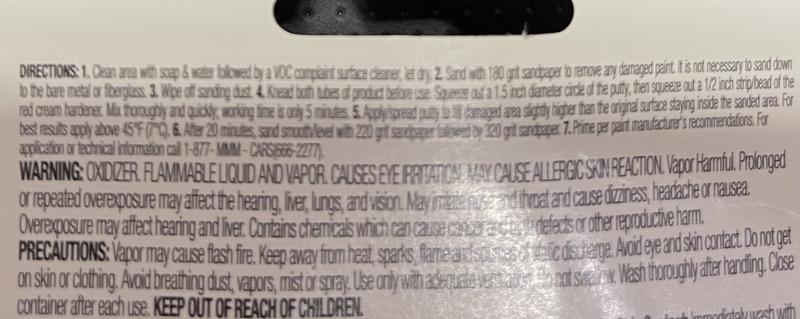 DIRECTIONS: 1. Clean area with soap & water followed by a VOC complaint surface cleaner, let dry. 2. Sand with 180 grit sandpaper to remove any damaged paint. It is not necessary to sand down
to the bare metal or fiberglass. 3. Wipe off sanding dust. 4. Knead both tubes of product before use. Squeeze out a 1.5 inch diameter circle of the putty, then squeeze out a 1/2 inch strip/bead of the
red cream hardener. Mix thoroughly and quickly; working time is only 5 minutes. 5. Apply/spread putty to fill damaged area slightly higher than the original surface staying inside the sanded area. For
best results apply above 45°F (7°C). 6. After 20 minutes, sand smooth/level with 220 grit sandpaper followed by 320 grit sandpaper. 7. Prime per paint manufacturer's recommendations. For
application or technical information call 1-877- MMM - CARS(666-2277).
WARNING: OXIDIZER. FLAMMABLE LIQUID AND VAPOR. CAUSES EYE IRRITATION. MAY CAUSE ALLERGIC SKIN REACTION. Vapor Harmful. Prolonged
or repeated overexposure may affect the hearing, liver, lungs, and vision. May irritate nose and throat and cause dizziness, headache or nausea.
Overexposure may affect hearing and liver. Contains chemicals which can cause cancer and birth defects or other reproductive harm.
PRECAUTIONS: Vapor may cause flash fire. Keep away from heat, sparks, flame and sources of static discharge. Avoid eye and skin contact. Do not get
on skin or clothing. Avoid breathing dust, vapors, mist or spray. Use only with adequate ventilation. Do not swallow. Wash thoroughly after handling. Close
container after each use. KEEP OUT OF REACH OF CHILDREN.
immediately wash with